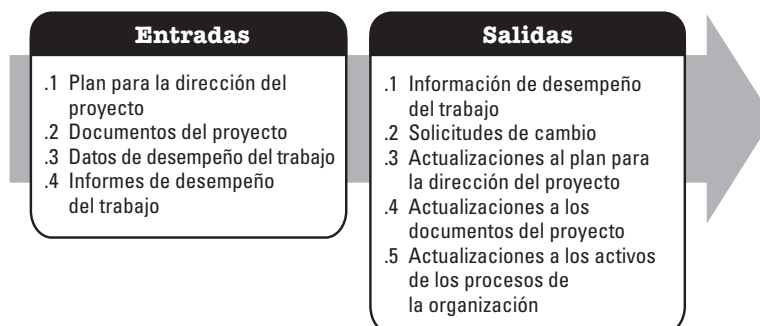 Entradas
.1 Plan para la dirección del
proyecto
.2 Documentos del proyecto
.3 Datos de desempeño del trabajo
.4 Informes de desempeño
del trabajo
Salidas
.1 Información de desempeño
del trabajo
.2 Solicitudes de cambio
.3 Actualizaciones al plan para
la dirección del proyecto
.4 Actualizaciones a los
documentos del proyecto
.5 Actualizaciones a los activos
de los procesos de
la organización